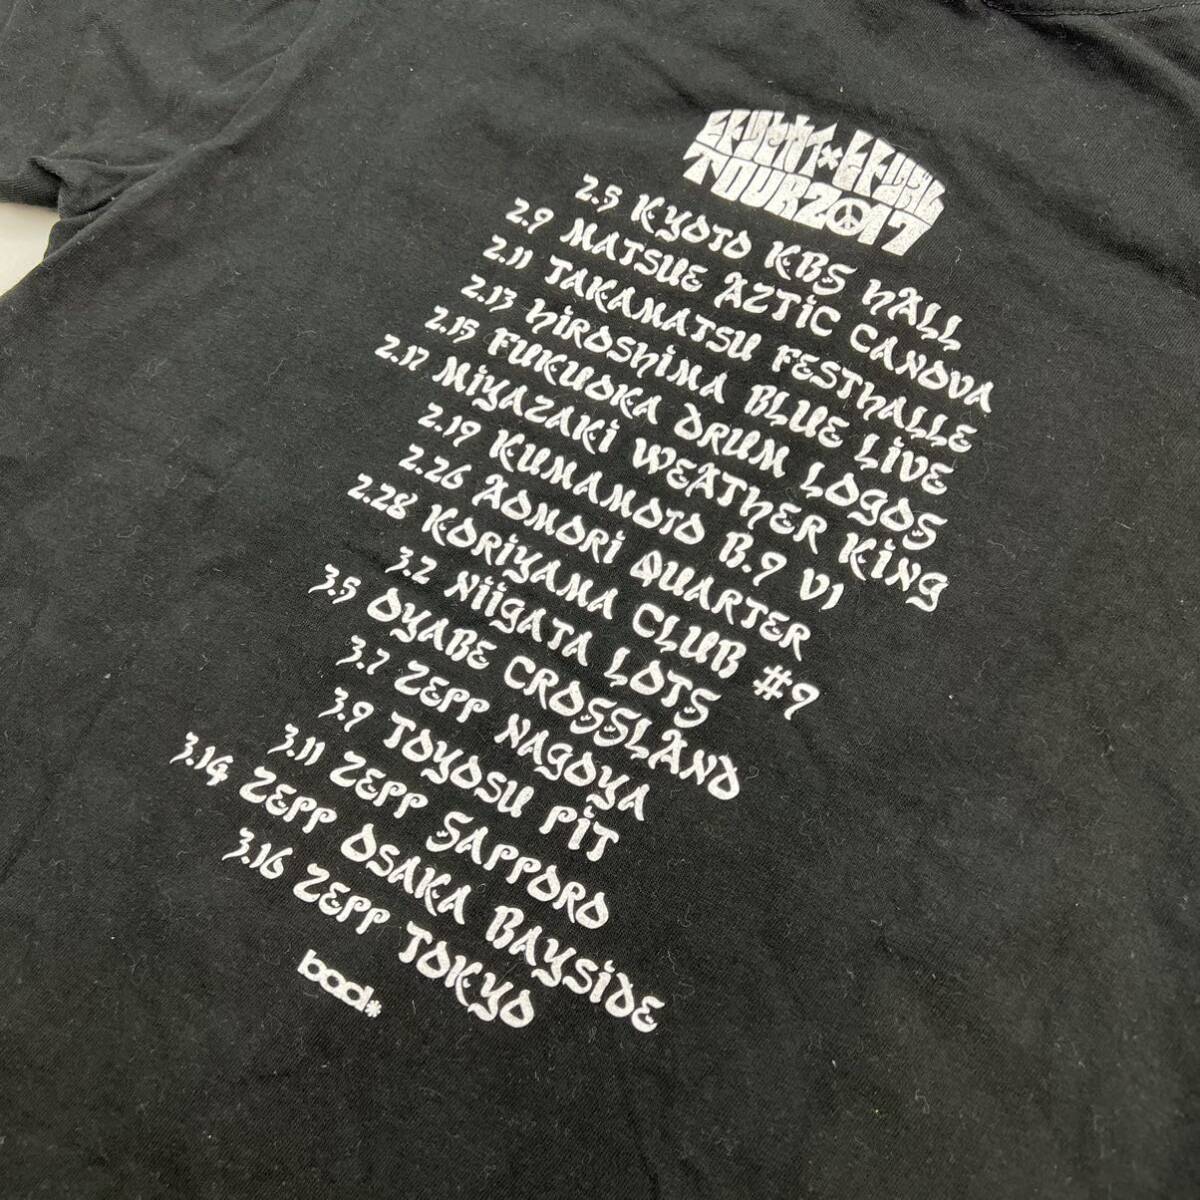 TOUR 2017
2.5 KYOTO KBS HALL
2.9 MATSUE AZTiC CANOVA
2.11 TAKAMATSU FESTHALLE
2.13 HiROSHiMA BLUE LiVE
2.15 FUKUOKA DRUM LOGOS
2.17 MiYAZAKi WEATHER KiNG
2.19 KUMAMOTO B.9 V1
2.26 AOMORi QUARTER
2.28 KORiYAMA CLUB #9
3.2 NiiGATA LOTS
3.5 OYABE CROSSLAND
3.7 ZEPP NAGOYA
3.9 TOYOSU PiT
3.11 ZEPP SAPPORO
3.14 ZEPP OSAKA BAYSiDE
3.16 ZEPP TOKYO
bad*